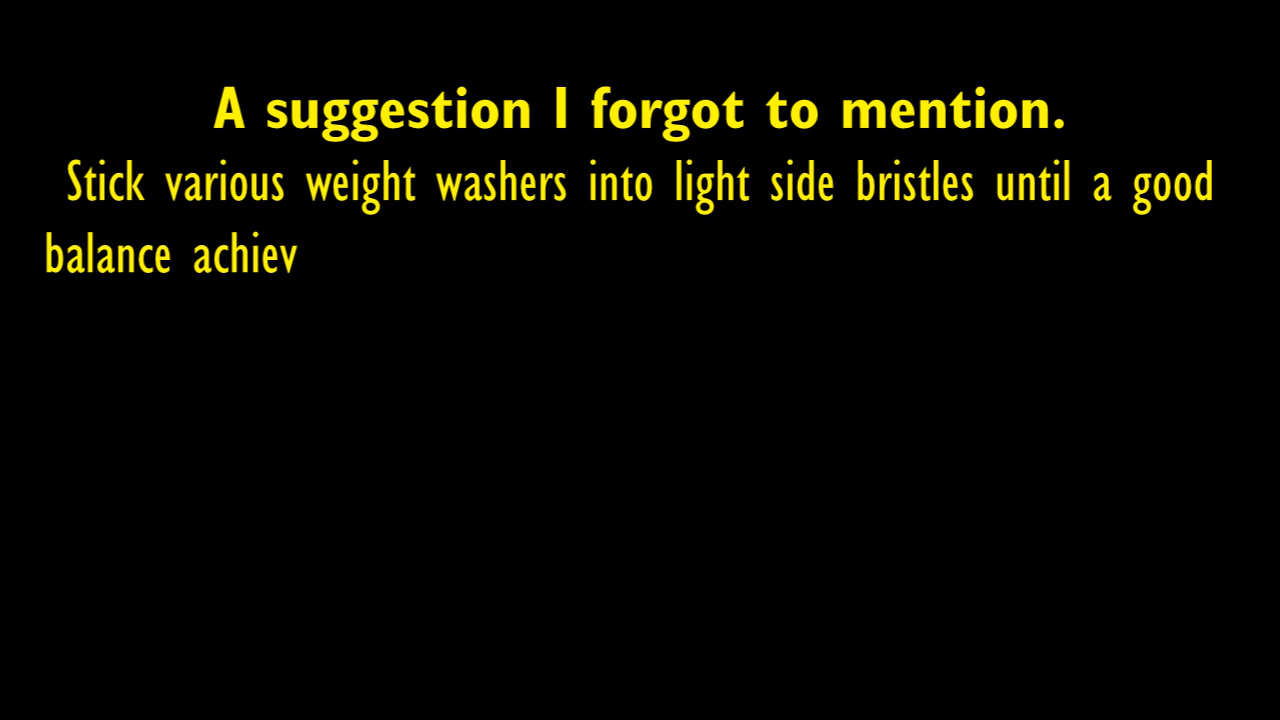 A suggestion I forgot to mention.
Stick various weight washers into light side bristles until a good
balance achiev